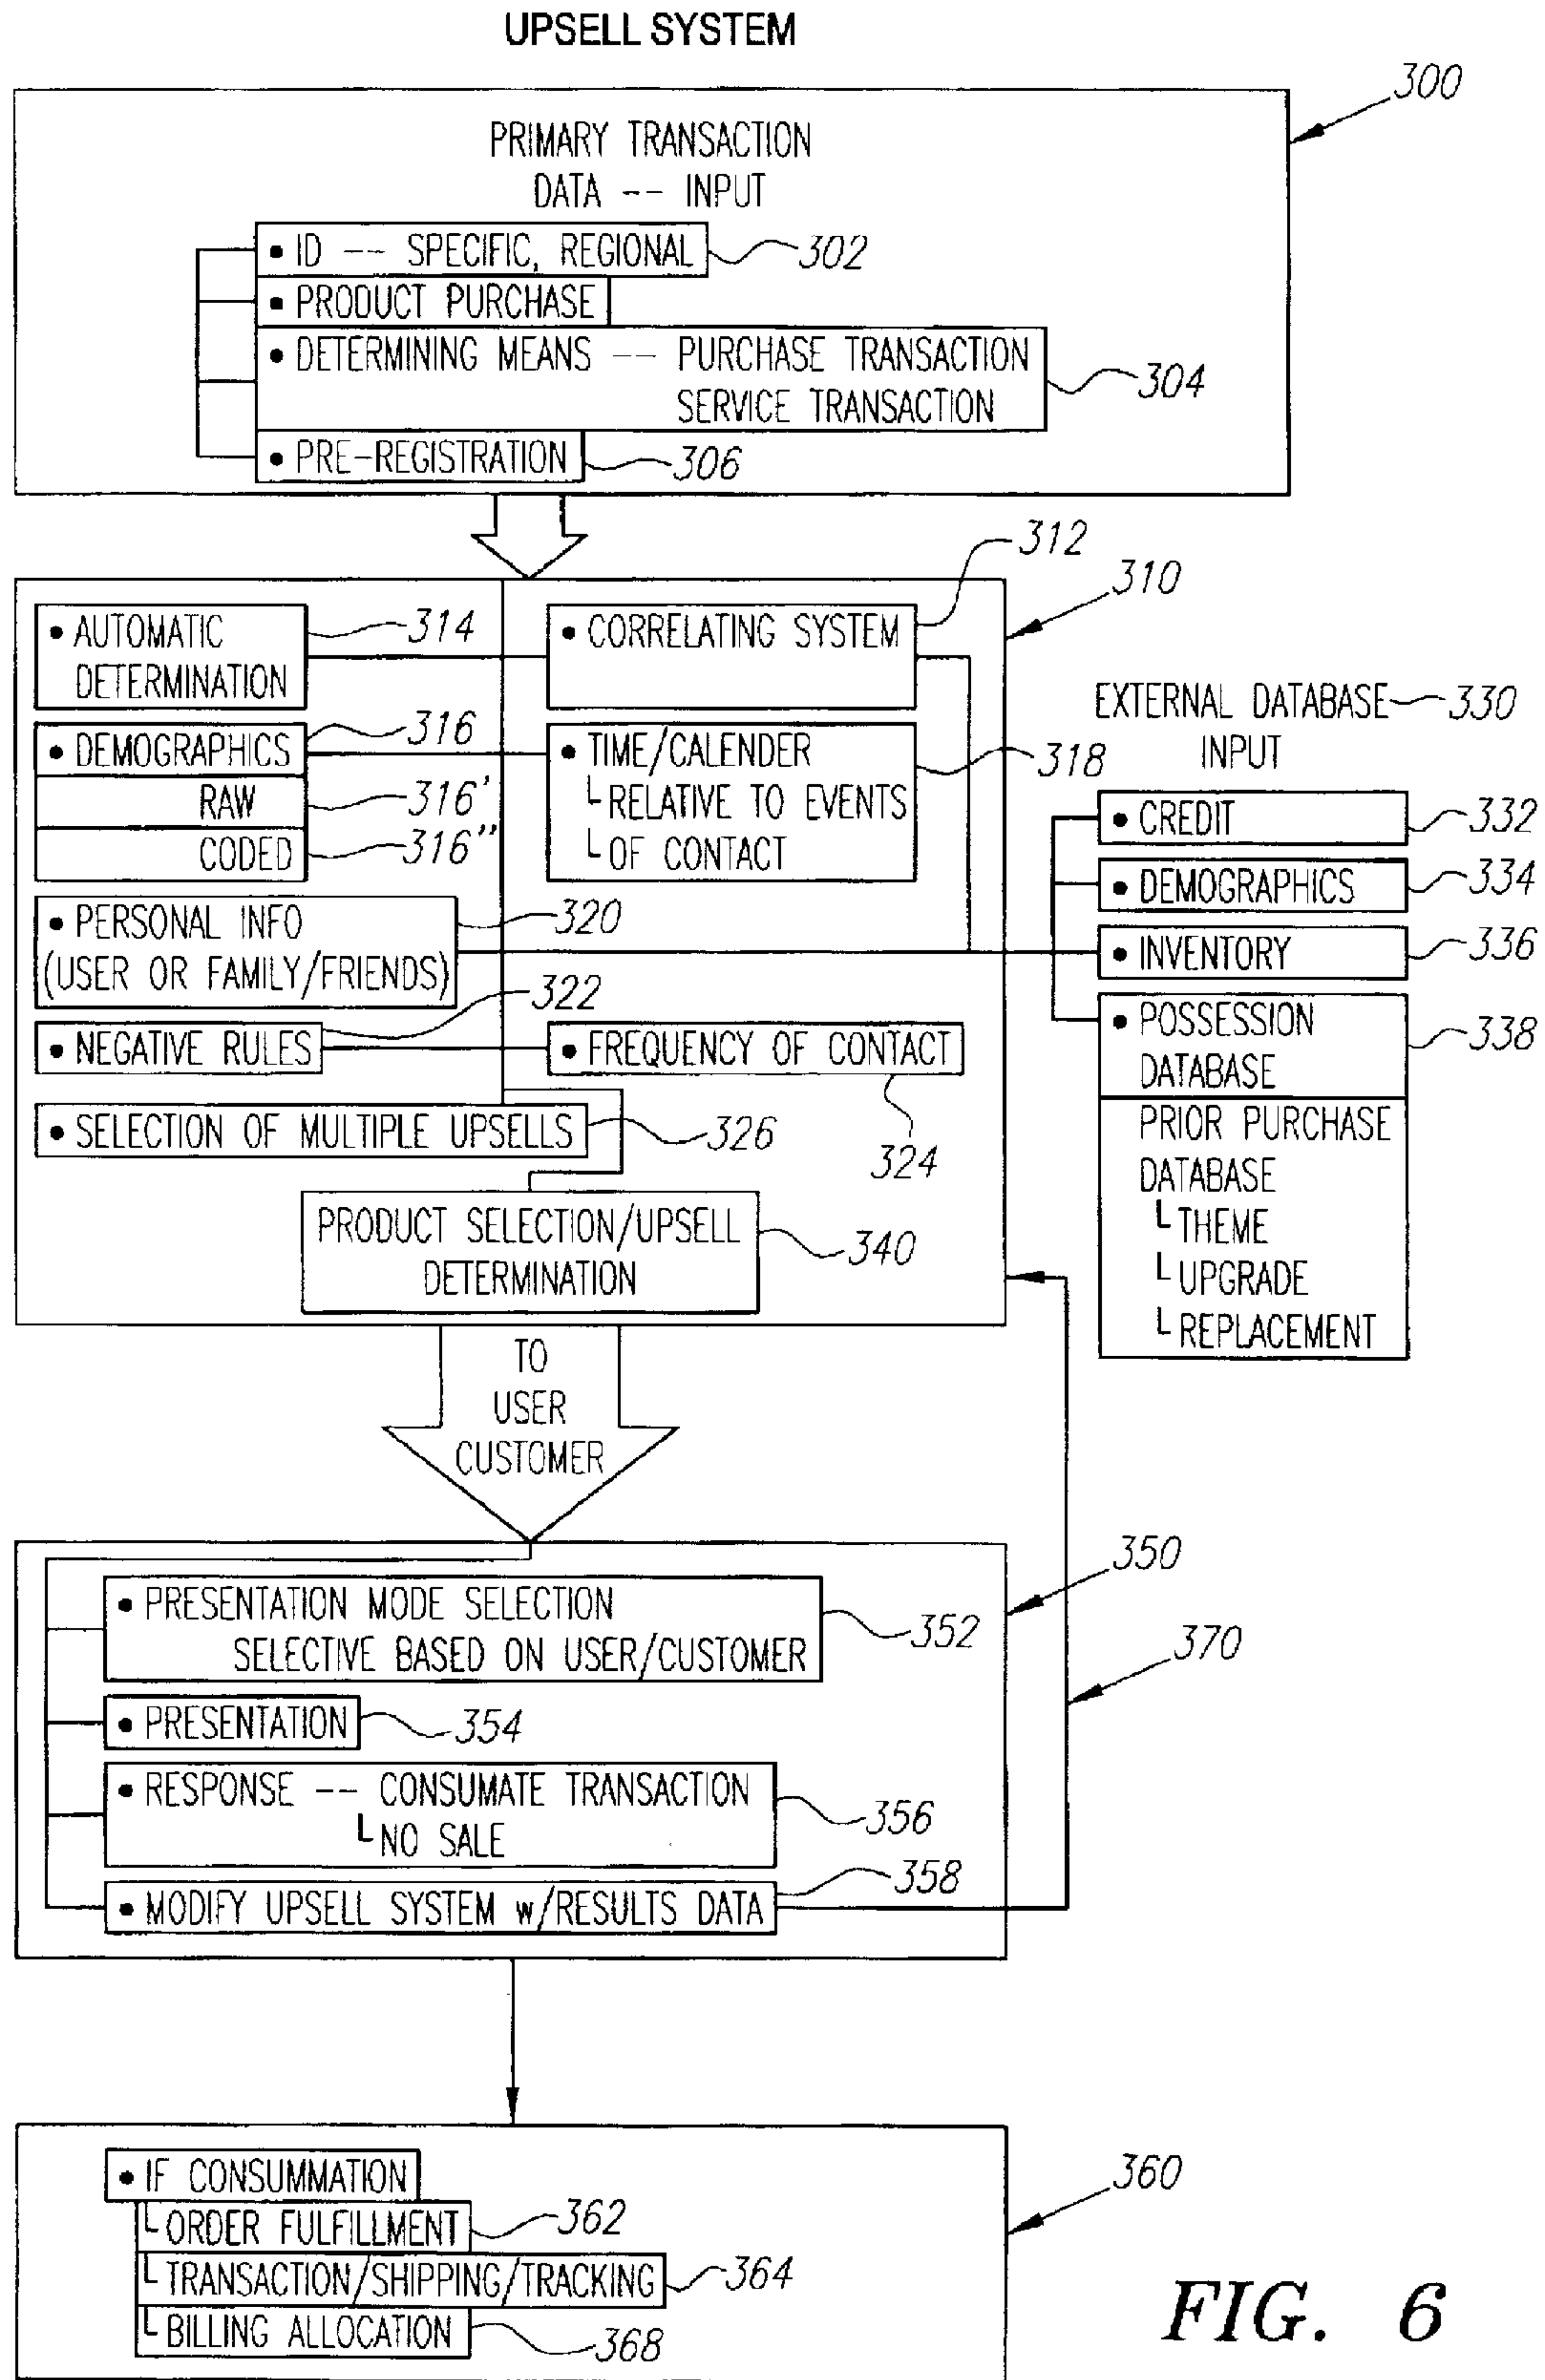 UPSELL SYSTEM
300
PRIMARY TRANSACTION
DATA -- INPUT
• ID -- SPECIFIC, REGIONAL
302
• PRODUCT PURCHASE
• DETERMINING MEANS -- PURCHASE TRANSACTION
SERVICE TRANSACTION
304
• PRE-REGISTRATION
306
312
310
• AUTOMATIC
DETERMINATION
314
• CORRELATING SYSTEM
• DEMOGRAPHICS
316
RAW
316'
CODED
316''
• TIME/CALENDER
└ RELATIVE TO EVENTS
└ OF CONTACT
318
• PERSONAL INFO
(USER OR FAMILY/FRIENDS)
320
322
• NEGATIVE RULES
• FREQUENCY OF CONTACT
324
• SELECTION OF MULTIPLE UPSELLS
326
PRODUCT SELECTION/UPSELL
DETERMINATION
340
EXTERNAL DATABASE
INPUT
330
• CREDIT
332
• DEMOGRAPHICS
334
• INVENTORY
336
• POSSESSION
DATABASE
338
PRIOR PURCHASE
DATABASE
└ THEME
└ UPGRADE
└ REPLACEMENT
TO
USER
CUSTOMER
350
• PRESENTATION MODE SELECTION
SELECTIVE BASED ON USER/CUSTOMER
352
370
• PRESENTATION
354
• RESPONSE -- CONSUMATE TRANSACTION
└ NO SALE
356
358
• MODIFY UPSELL SYSTEM w/RESULTS DATA
360
• IF CONSUMMATION
└ ORDER FULFILLMENT
362
└ TRANSACTION/SHIPPING/TRACKING
364
└ BILLING ALLOCATION
368
FIG. 6